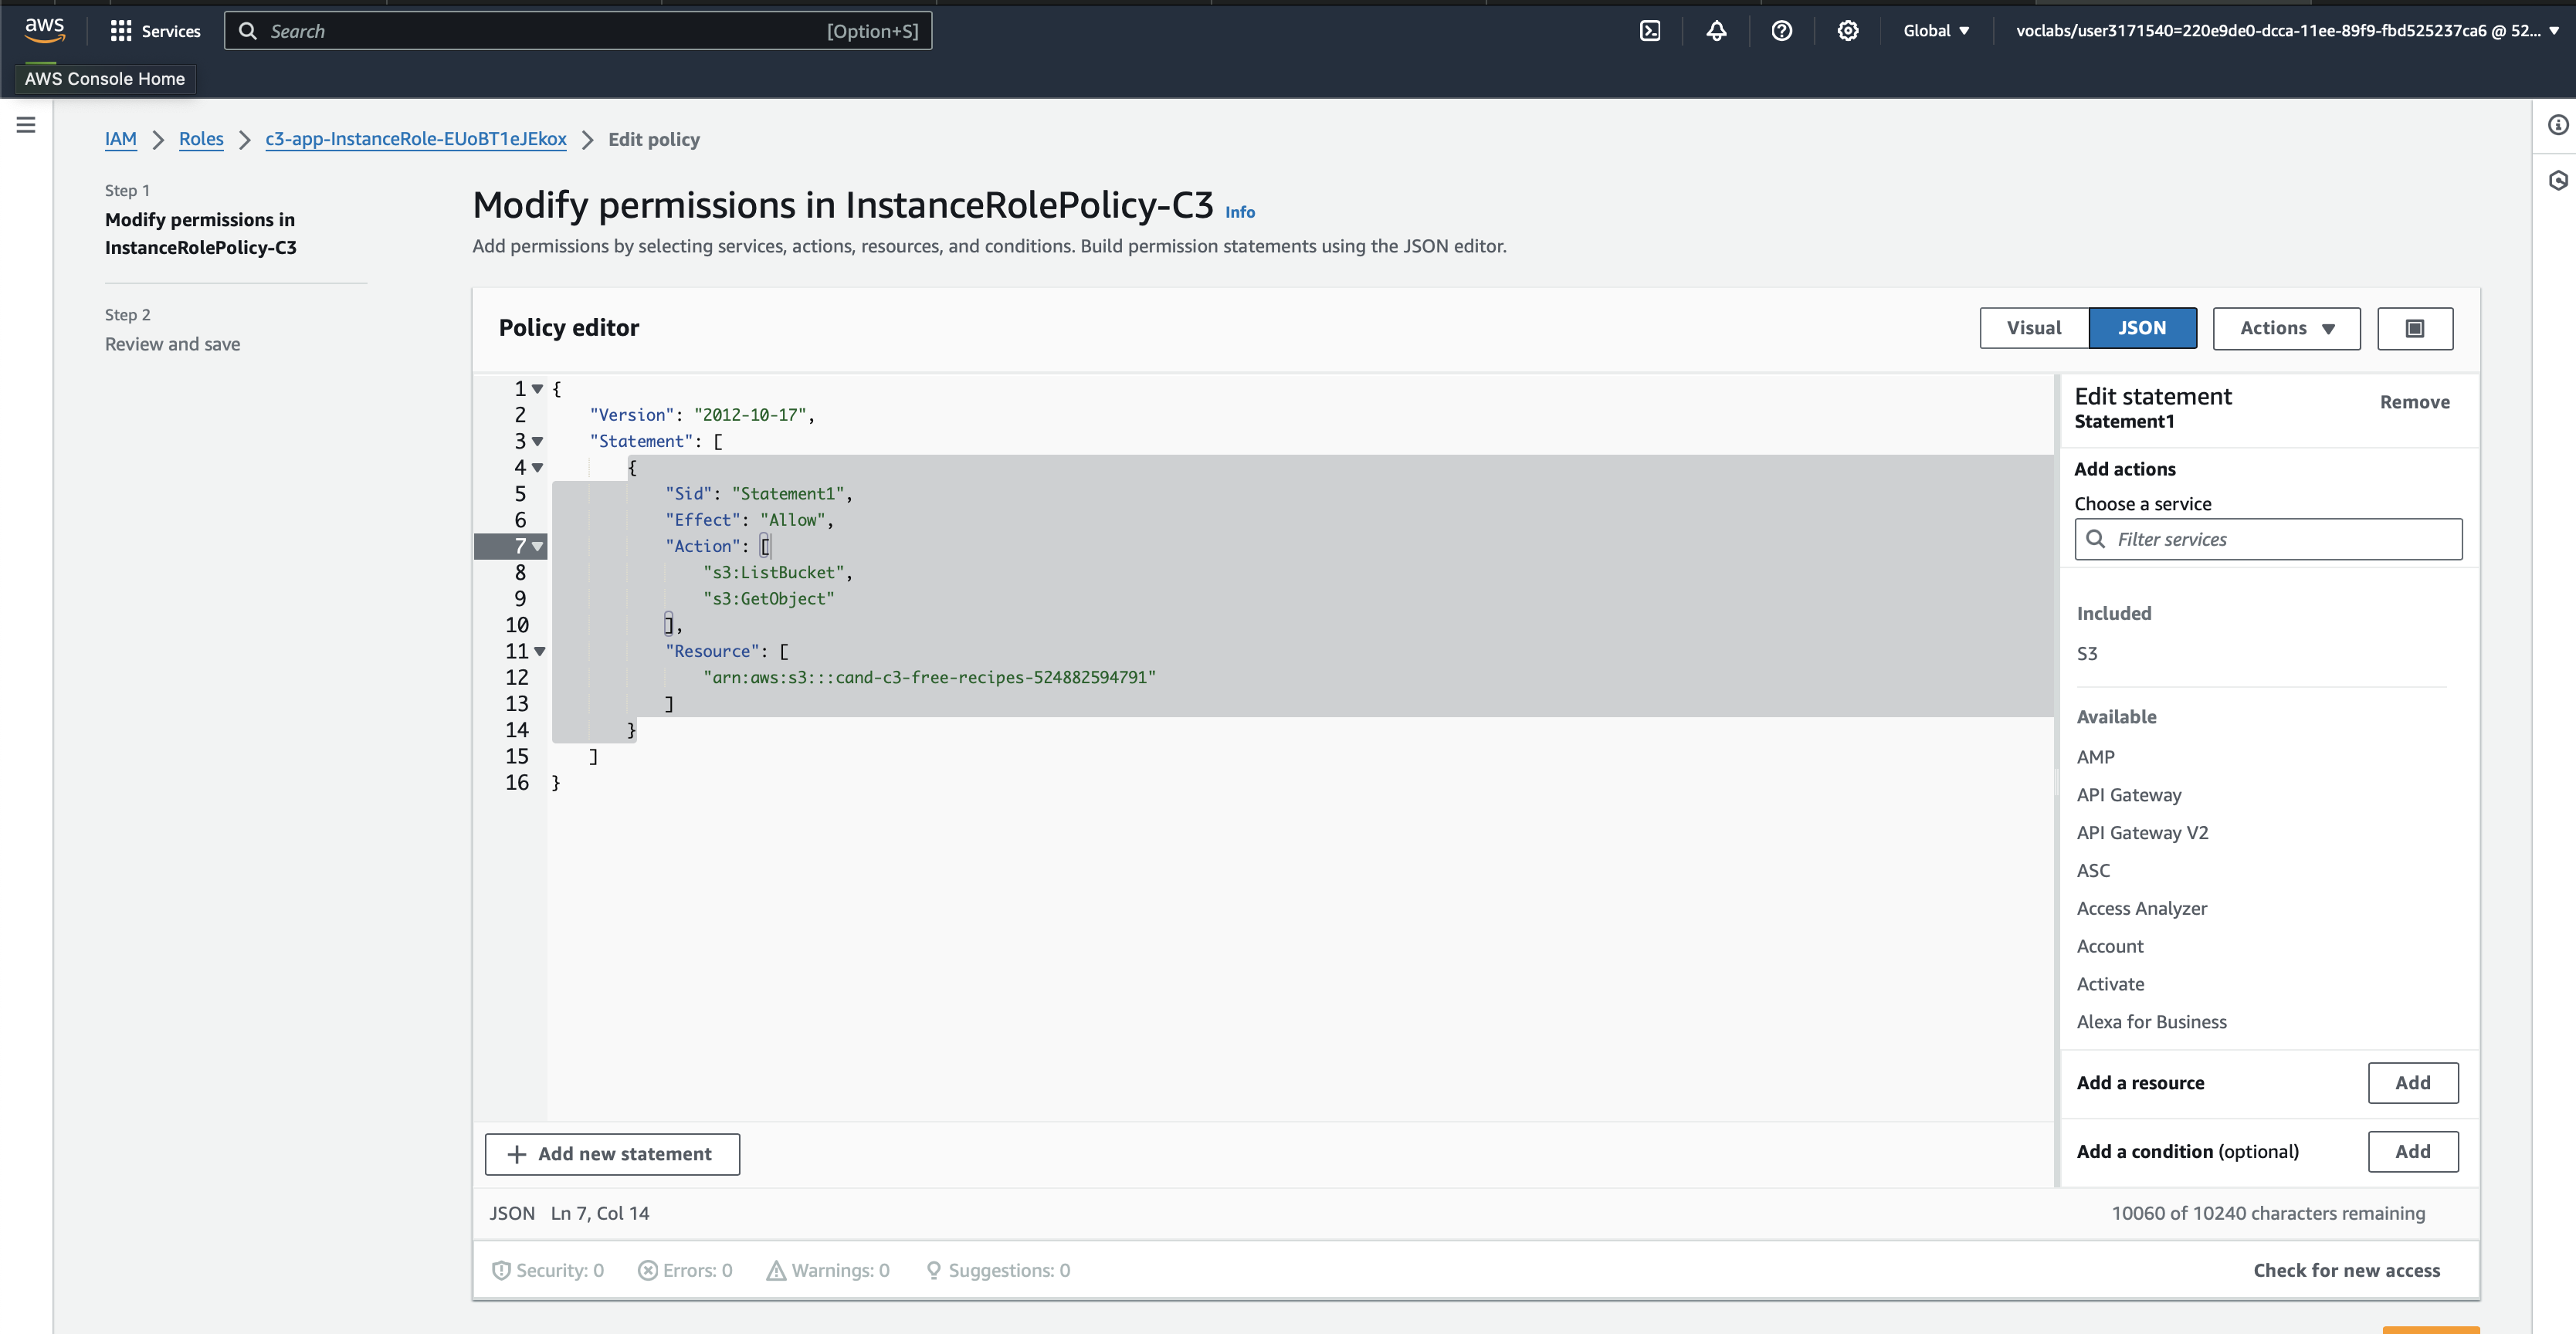 aws
Services
Search
[Option+S]
Global
voclabs/user3171540=220e9de0-dcca-11ee-89f9-fbd525237ca6 @ 52...
AWS Console Home
IAM
Roles
c3-app-InstanceRole-EUoBT1eJEkox
Edit policy
Step 1
Modify permissions in
InstanceRolePolicy-C3
Step 2
Review and save
Modify permissions in InstanceRolePolicy-C3 Info
Add permissions by selecting services, actions, resources, and conditions. Build permission statements using the JSON editor.
Policy editor
Visual
JSON
Actions
1 {
2 "Version": "2012-10-17",
3 "Statement": [
4 {
5 "Sid": "Statement1",
6 "Effect": "Allow",
7 "Action": [
8 "s3:ListBucket",
9 "s3:GetObject"
10 ],
11 "Resource": [
12 "arn:aws:s3:::cand-c3-free-recipes-524882594791"
13 ]
14 }
15 ]
16 }
Edit statement
Remove
Statement1
Add actions
Choose a service
Filter services
Included
S3
Available
AMP
API Gateway
API Gateway V2
ASC
Access Analyzer
Account
Activate
Alexa for Business
Add a resource
Add
Add a condition (optional)
Add
+ Add new statement
JSON Ln 7, Col 14
10060 of 10240 characters remaining
Security: 0
Errors: 0
Warnings: 0
Suggestions: 0
Check for new access